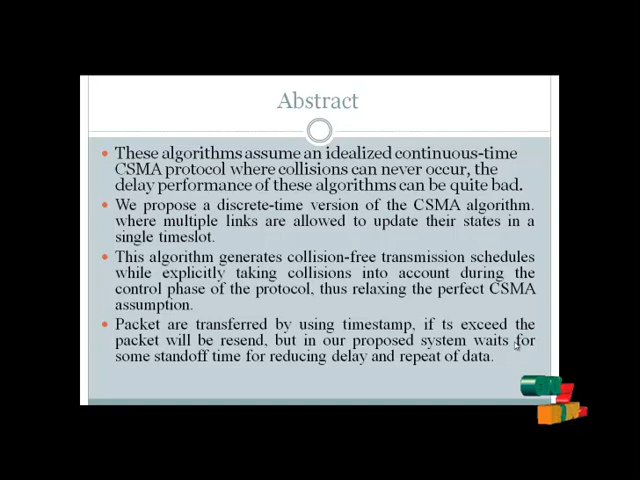 Abstract
These algorithms assume an idealized continuous-time
CSMA protocol where collisions can never occur, the
delay performance of these algorithms can be quite bad.
We propose a discrete-time version of the CSMA algorithm.
where multiple links are allowed to update their states in a
single timeslot.
This algorithm generates collision-free transmission schedules
while explicitly taking collisions into account during the
control phase of the protocol, thus relaxing the perfect CSMA
assumption.
Packet are transferred by using timestamp, if ts exceed the
packet will be resend, but in our proposed system waits for
some standoff time for reducing delay and repeat of data.